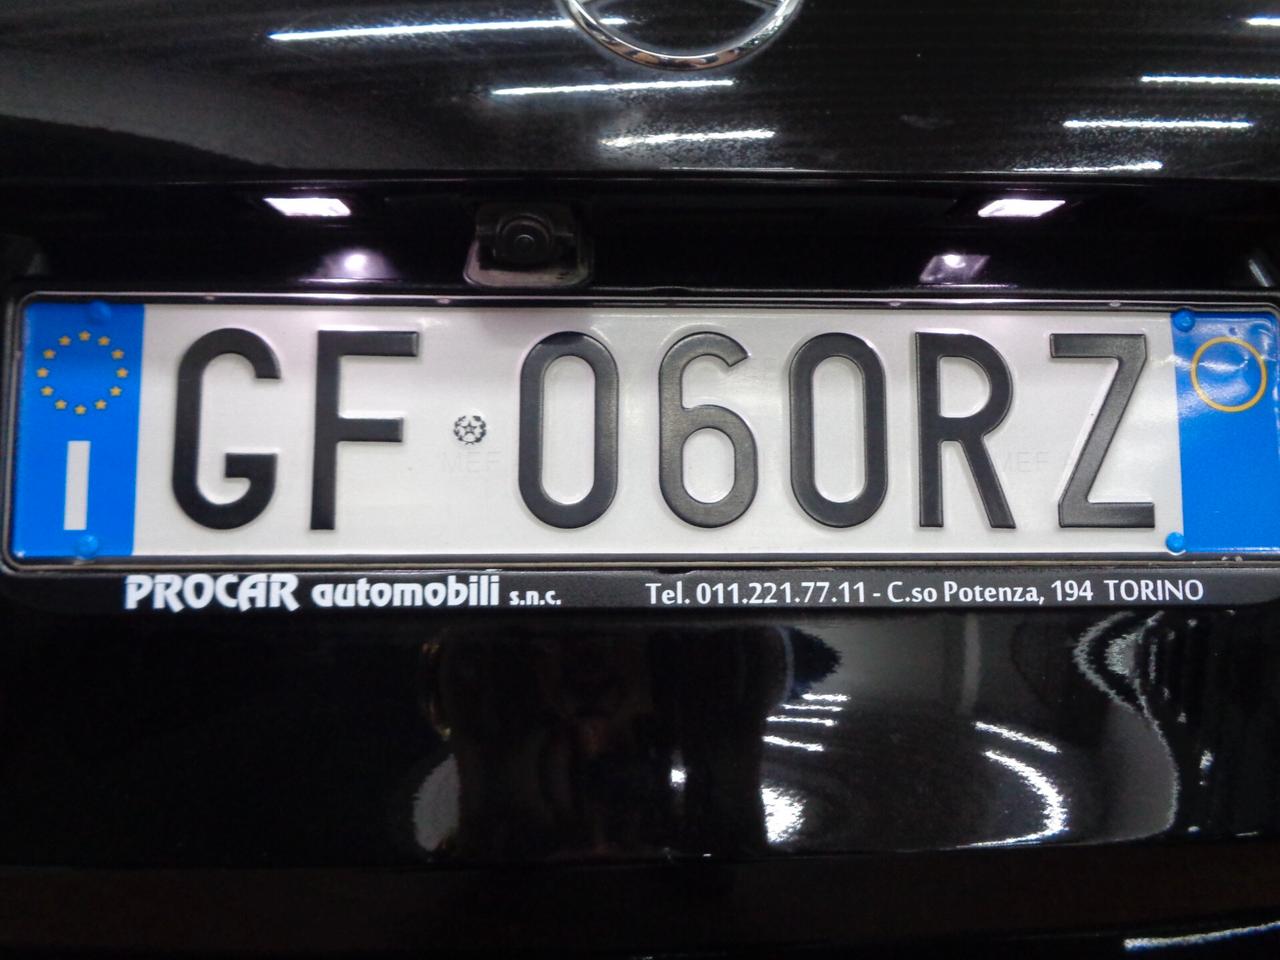 I GF 060RZ
PROCAR automobili s.n.c. Tel. 011.221.77.11 - C.so Potenza, 194 TORINO